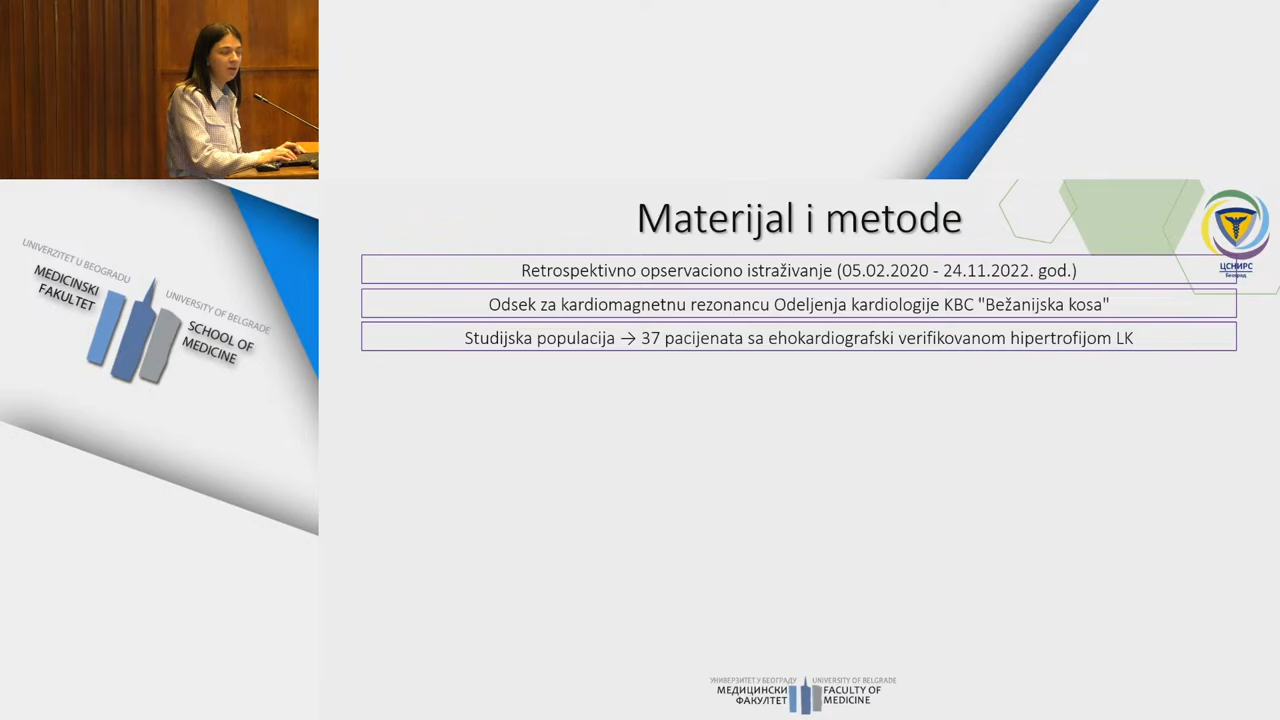 UNIVERZITET U BEOGRADU
MEDICINSKI
FAKULTET
UNIVERSITY OF BELGRADE
SCHOOL OF
MEDICINE
Materijal i metode
ЦСНИРС
Београд
Retrospektivno opservaciono istraživanje (05.02.2020 - 24.11.2022. god.)
Odsek za kardiomagnetnu rezonancu Odeljenja kardiologije KBC "Bežanijska kosa"
Studijska populacija → 37 pacijenata sa ehokardiografski verifikovanom hipertrofijom LK
УНИВЕРЗИТЕТ У БЕОГРАДУ
МЕДИЦИНСКИ
ФАКУЛТЕТ
UNIVERSITY OF BELGRADE
FACULTY OF
MEDICINE